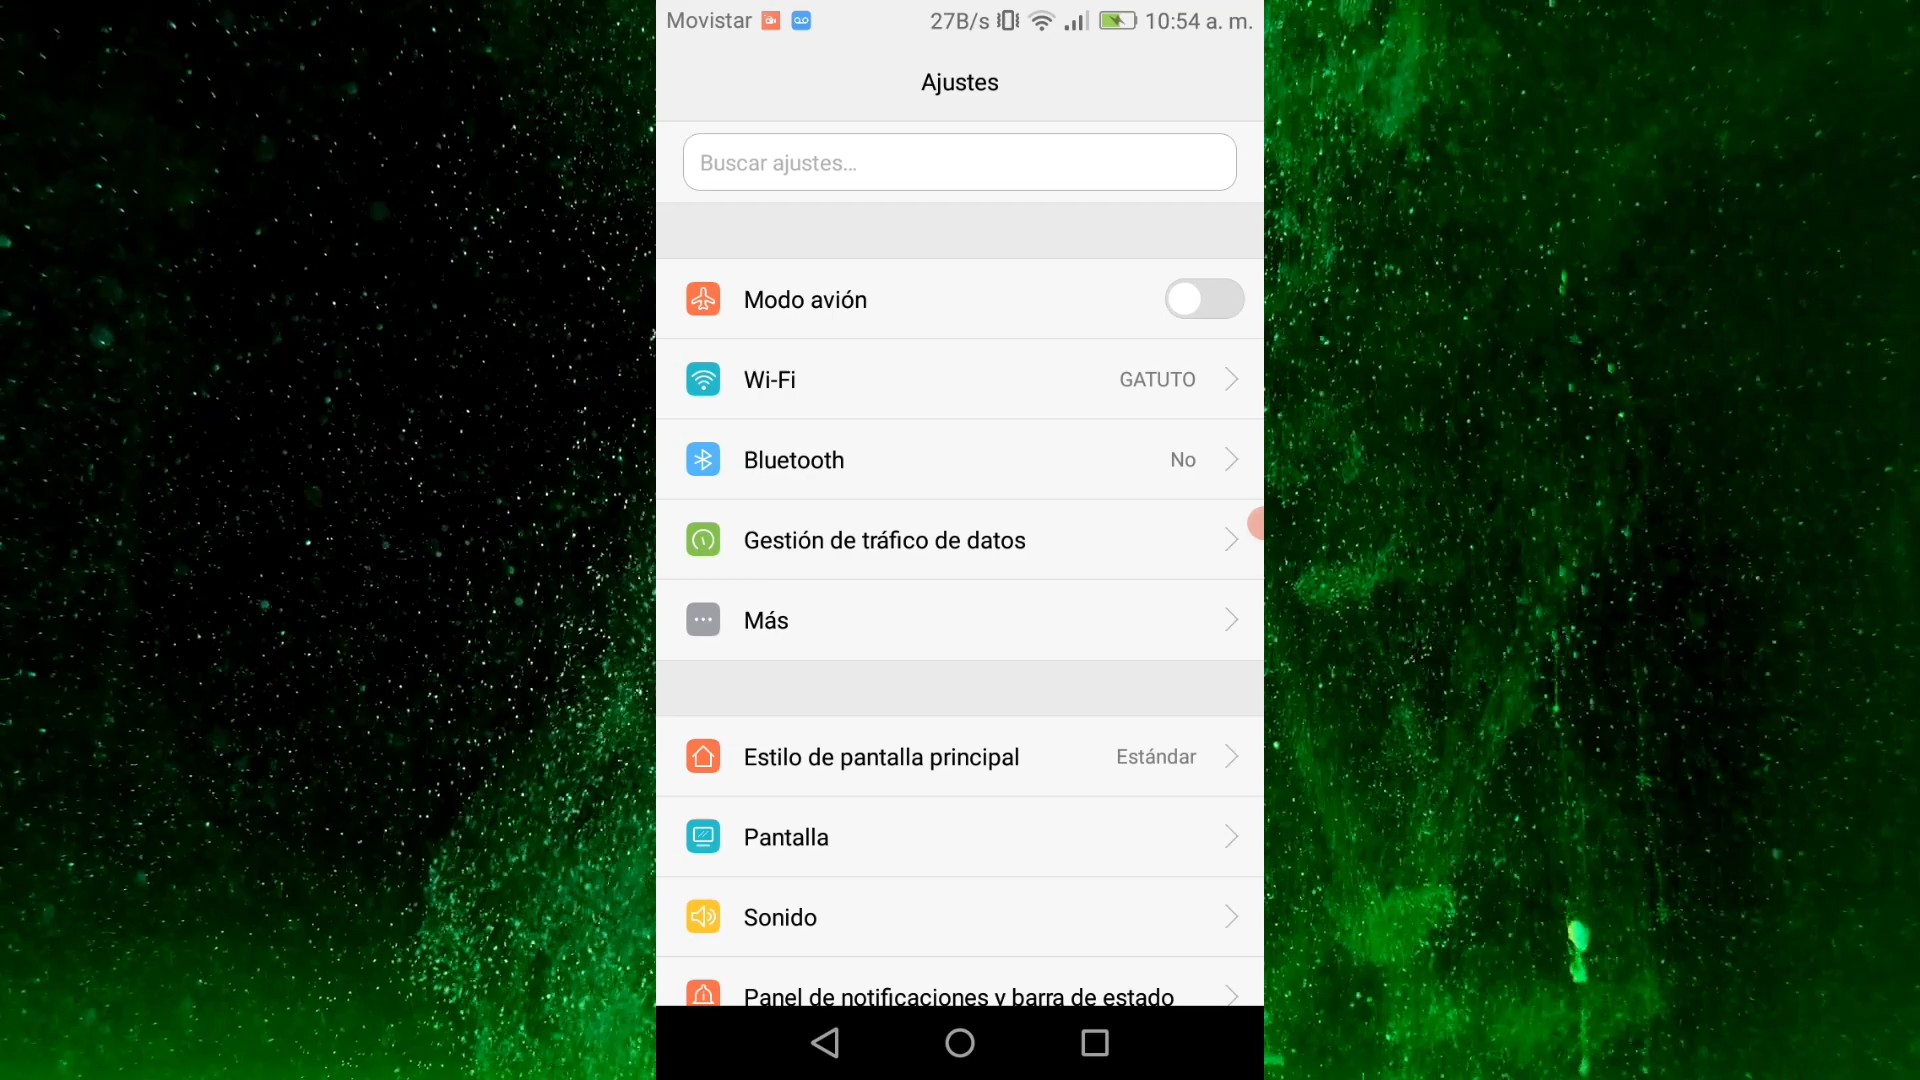 Movistar 27B/s 10:54 a. m.
Ajustes
Buscar ajustes...
Modo avión
Wi-Fi GATUTO
Bluetooth No
Gestión de tráfico de datos
Más
Estilo de pantalla principal Estándar
Pantalla
Sonido
Panel de notificaciones y barra de estado